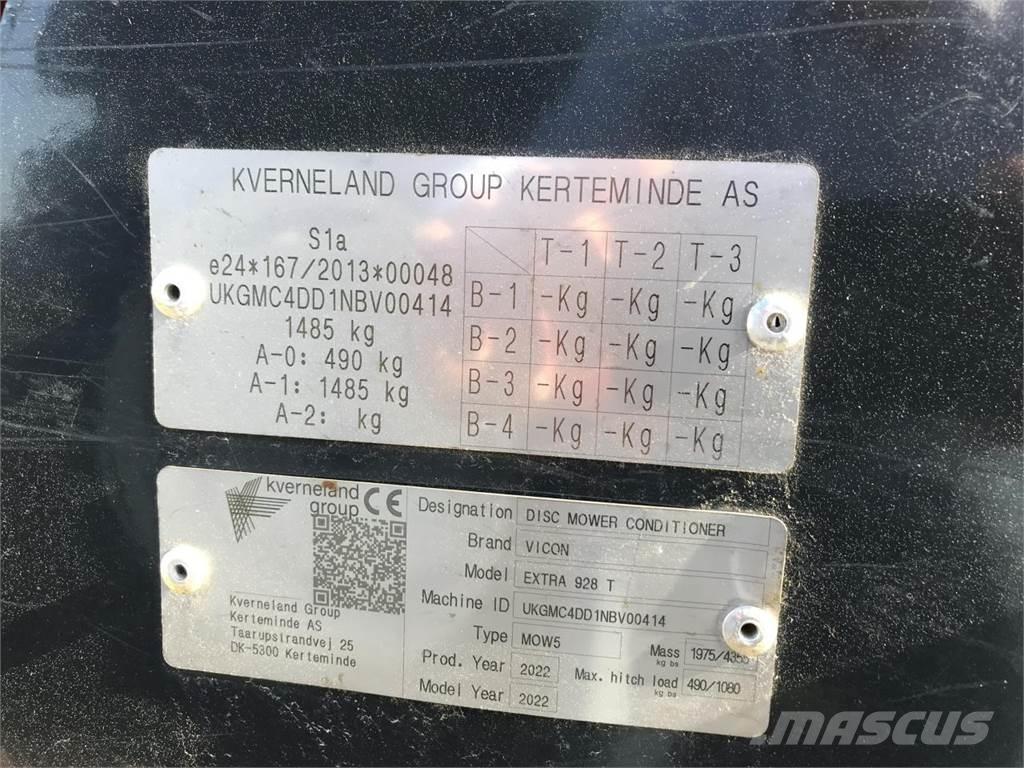 KVERNELAND GROUP KERTEMINDE AS
S1a
e24*167/2013*00048
UKGMC4DD1NBV00414
1485 kg
A-0: 490 kg
A-1: 1485 kg
A-2: kg
T-1 T-2 T-3
B-1 -Kg -Kg -Kg
B-2 -Kg -Kg -Kg
B-3 -Kg -Kg -Kg
B-4 -Kg -Kg -Kg
kverneland
group CE
Kverneland Group
Kerteminde AS
Taarupstrandvej 25
DK-5300 Kerteminde
Designation DISC MOWER CONDITIONER
Brand VICON
Model EXTRA 928 T
Machine ID UKGMC4DD1NBV00414
Type MOW5 Mass kg lbs 1975/4355
Prod. Year 2022 Max. hitch load kg lbs 490/1080
Model Year 2022
MASCUS